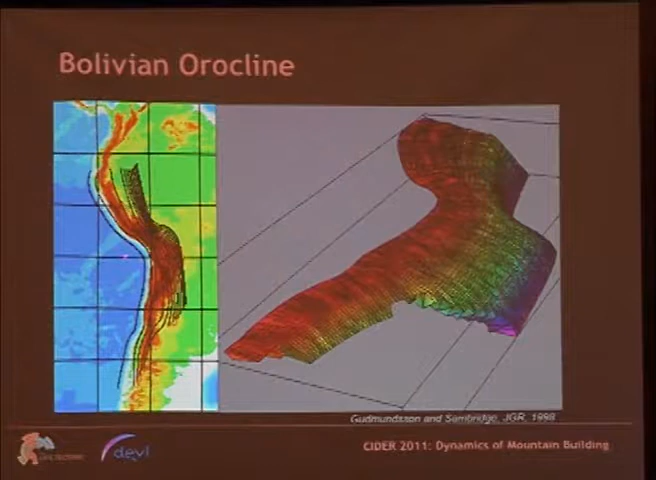 Bolivian Orocline
Gudmundsson and Sambridge, JGR, 1998
CIDER 2011: Dynamics of Mountain Building
devl